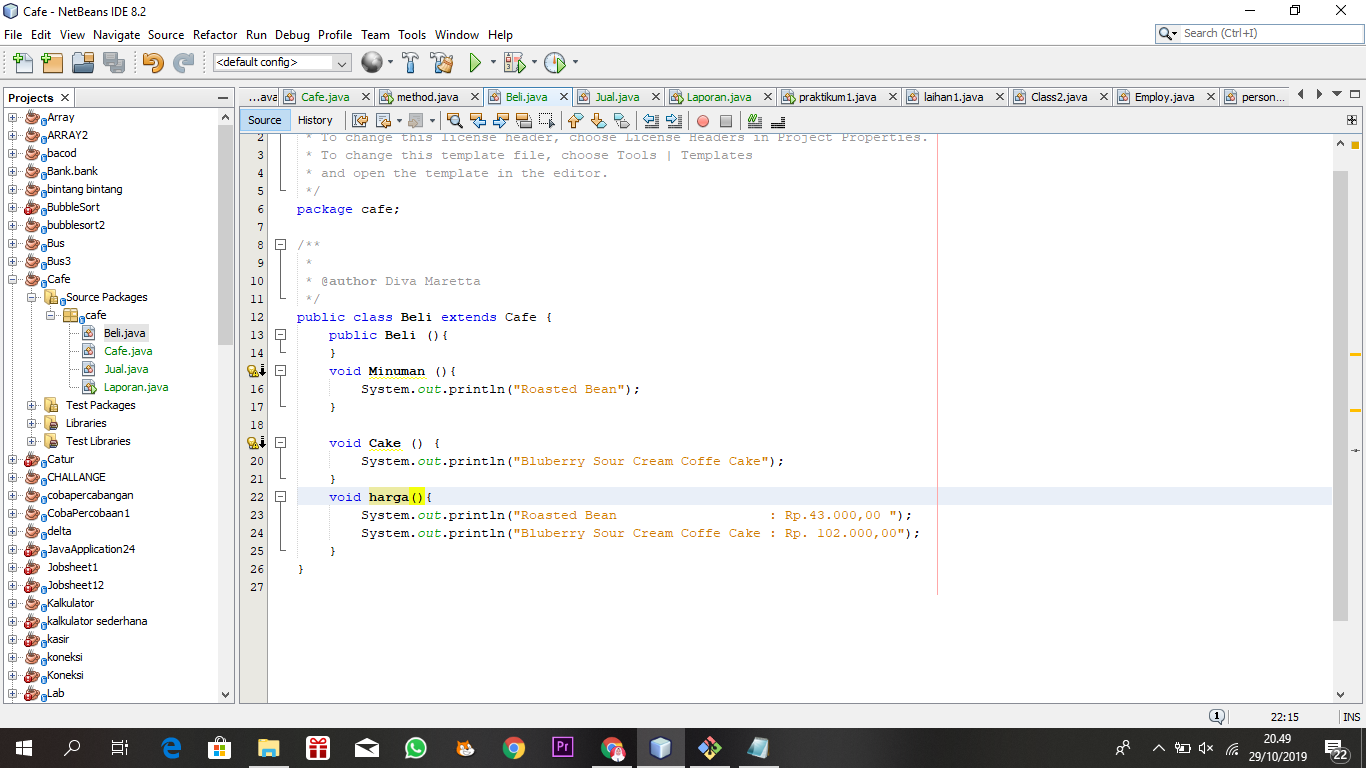 Cafe - NetBeans IDE 8.2
File Edit View Navigate Source Refactor Run Debug Profile Team Tools Window Help
Search (Ctrl+I)
<default config>
Projects
...ava Cafe.java method.java Beli.java Jual.java Laporan.java praktikum1.java laihan1.java Class2.java Employ.java person...
Source History
Array
ARRAY2
bacod
Bank.bank
bintang bintang
BubbleSort
bubblesort2
Bus
Bus3
Cafe
Source Packages
cafe
Beli.java
Cafe.java
Jual.java
Laporan.java
Test Packages
Libraries
Test Libraries
Catur
CHALLANGE
cobapercabangan
CobaPercobaan1
delta
JavaApplication24
Jobsheet1
Jobsheet12
Kalkulator
kalkulator sederhana
kasir
koneksi
Koneksi
Lab
2 * To change this license header, choose License Headers in Project Properties.
3 * To change this template file, choose Tools | Templates
4 * and open the template in the editor.
5 */
6 package cafe;
7
8 /**
9 *
10 * @author Diva Maretta
11 */
12 public class Beli extends Cafe {
13 public Beli (){
14 }
void Minuman (){
16 System.out.println("Roasted Bean");
17 }
18
void Cake () {
20 System.out.println("Bluberry Sour Cream Coffe Cake");
21 }
22 void harga(){
23 System.out.println("Roasted Bean                   : Rp.43.000,00 ");
24 System.out.println("Bluberry Sour Cream Coffe Cake : Rp. 102.000,00");
25 }
26 }
27
1 22:15 INS
Pr
20.49
29/10/2019
22